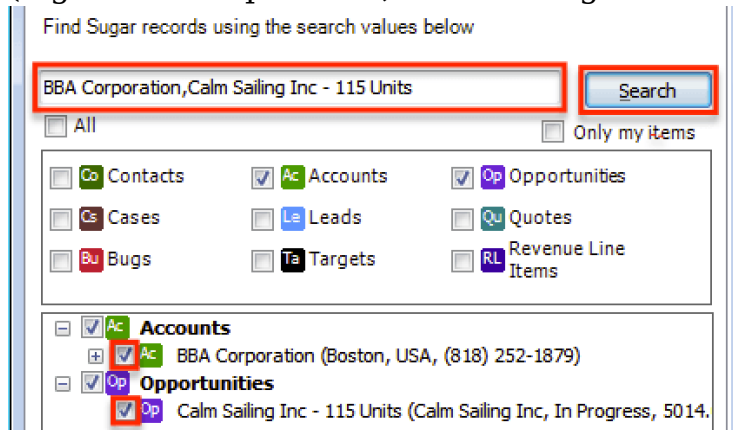 Find Sugar records using the search values below
BBA Corporation,Calm Sailing Inc - 115 Units
Search
All
Only my items
Co Contacts Ac Accounts Op Opportunities
Cs Cases Le Leads Qu Quotes
Bu Bugs Ta Targets RL Revenue Line Items
Ac Accounts
Ac BBA Corporation (Boston, USA, (818) 252-1879)
Op Opportunities
Op Calm Sailing Inc - 115 Units (Calm Sailing Inc, In Progress, 5014.